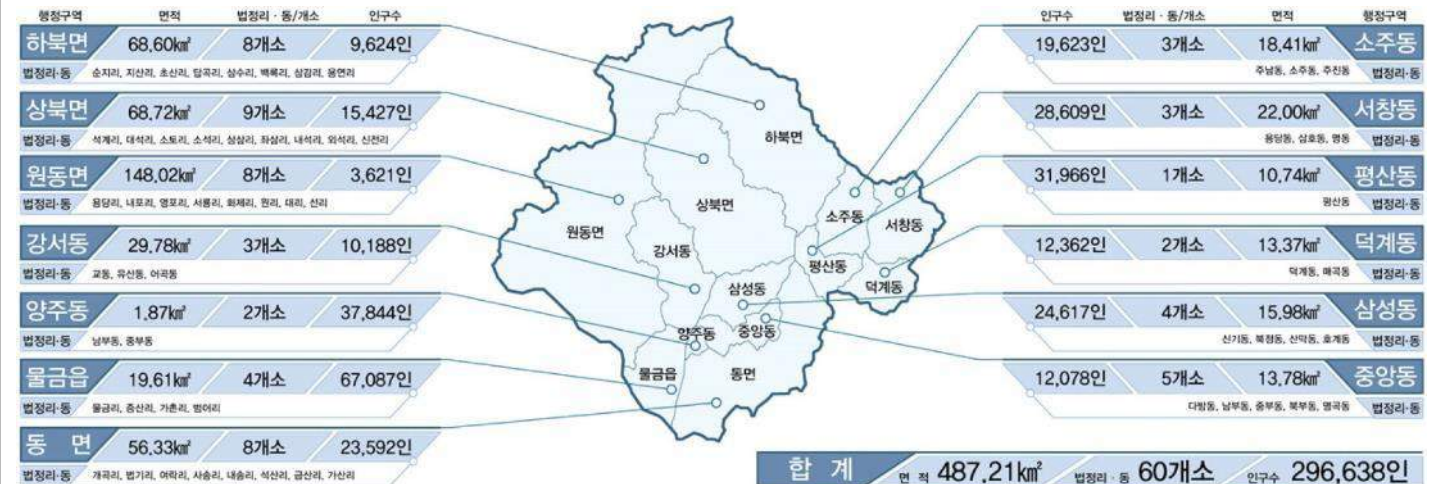 행정구역 면적 법정리·동/개소 인구수
하북면 68.60㎢ 8개소 9,624인
법정리·동 순지리, 지산리, 초산리, 답곡리, 삼수리, 백록리, 삼감리, 용연리
상북면 68.72㎢ 9개소 15,427인
법정리·동 석계리, 대석리, 소토리, 소석리, 상삼리, 좌삼리, 내석리, 외석리, 신전리
원동면 148.02㎢ 8개소 3,621인
법정리·동 용당리, 내포리, 영포리, 서룡리, 화제리, 원리, 대리, 선리
강서동 29.78㎢ 3개소 10,188인
법정리·동 교동, 유산동, 어곡동
양주동 1.87㎢ 2개소 37,844인
법정리·동 남부동, 중부동
물금읍 19.61㎢ 4개소 67,087인
법정리·동 물금리, 증산리, 가촌리, 범어리
동 면 56.33㎢ 8개소 23,592인
법정리·동 개곡리, 법기리, 여락리, 사송리, 내송리, 석산리, 금산리, 가산리
하북면
상북면
원동면
강서동
소주동
서창동
평산동
덕계동
삼성동
양주동
중앙동
물금읍
동면
인구수 법정리·동/개소 면적 행정구역
19,623인 3개소 18.41㎢ 소주동
주남동, 소주동, 주진동 법정리·동
28,609인 3개소 22.00㎢ 서창동
용당동, 삼호동, 명동 법정리·동
31,966인 1개소 10.74㎢ 평산동
평산동 법정리·동
12,362인 2개소 13.37㎢ 덕계동
덕계동, 매곡동 법정리·동
24,617인 4개소 15.98㎢ 삼성동
신기동, 북정동, 산막동, 호계동 법정리·동
12,078인 5개소 13.78㎢ 중앙동
다방동, 남부동, 중부동, 북부동, 명곡동 법정리·동
합 계 면 적 487.21㎢ 법정리·동 60개소 인구수 296,638인